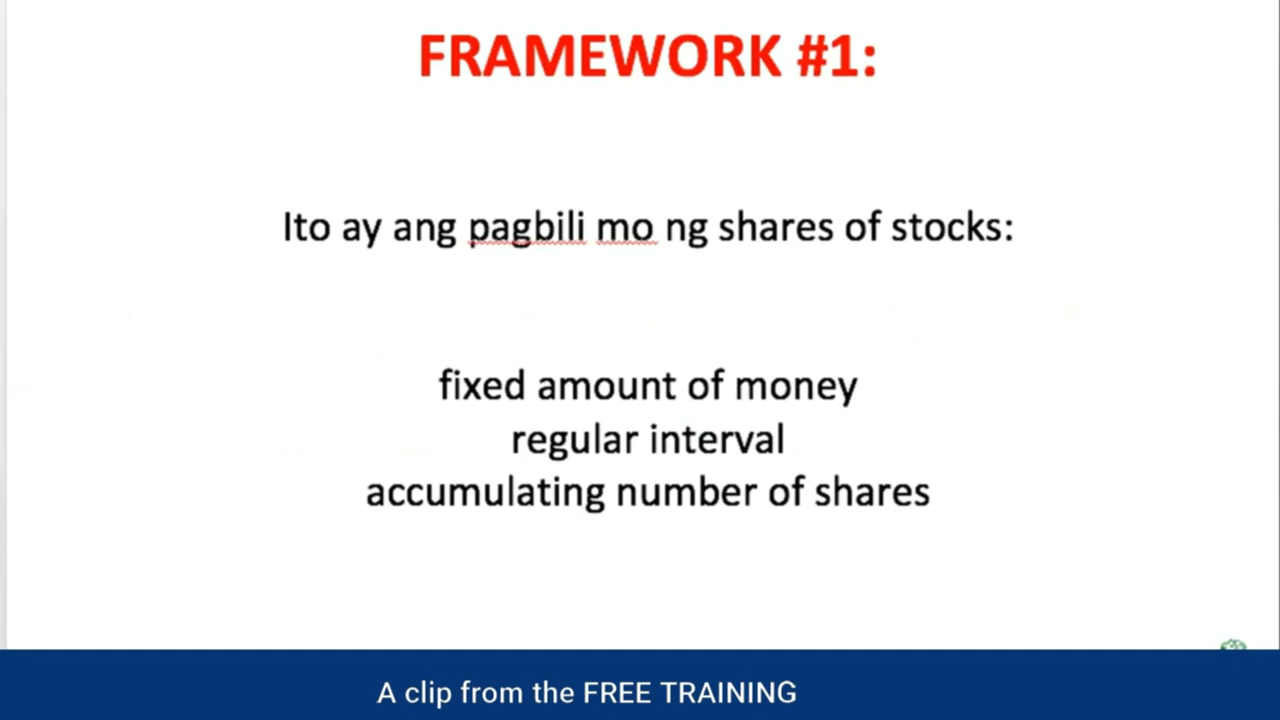 FRAMEWORK #1:
Ito ay ang pagbili mo ng shares of stocks:
fixed amount of money
regular interval
accumulating number of shares
A clip from the FREE TRAINING